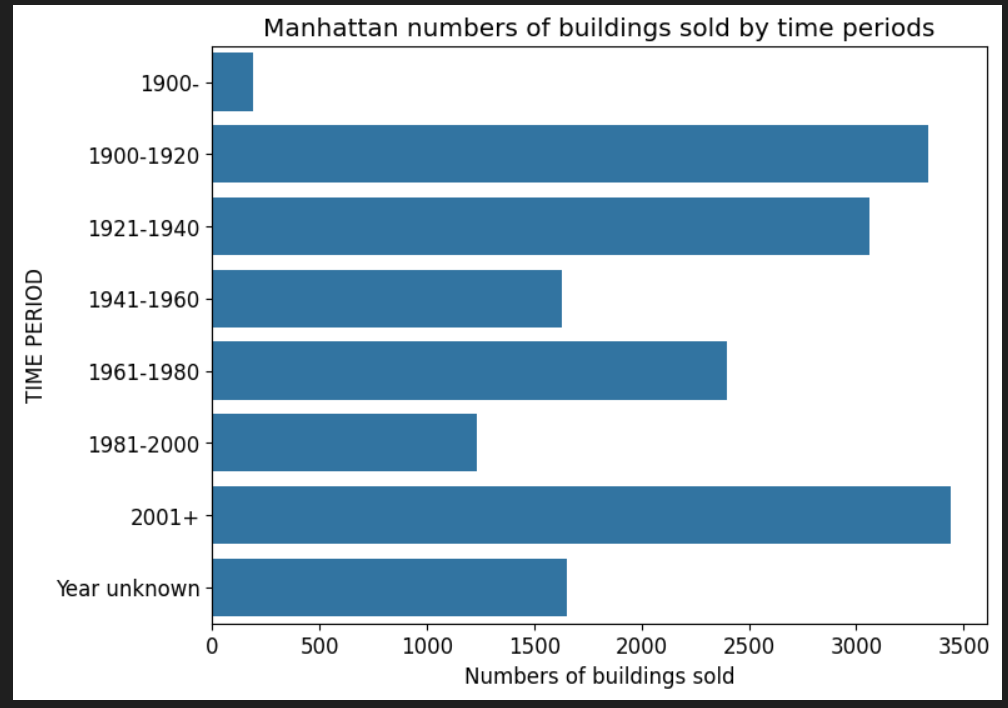 Manhattan numbers of buildings sold by time periods
TIME PERIOD
1900-
1900-1920
1921-1940
1941-1960
1961-1980
1981-2000
2001+
Year unknown
0 500 1000 1500 2000 2500 3000 3500
Numbers of buildings sold